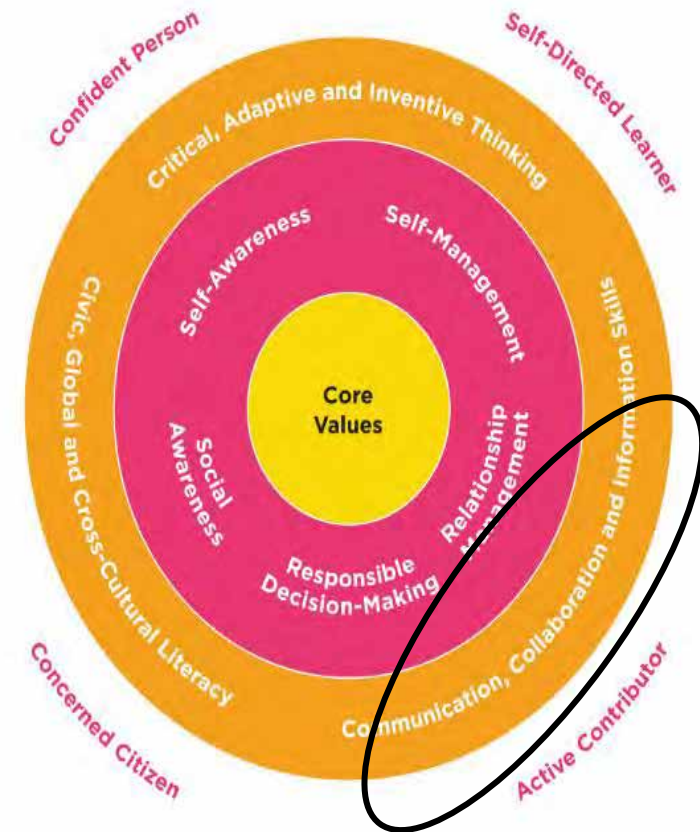 Confident Person
Self-Directed Learner
Critical, Adaptive and Inventive Thinking
Self-Awareness
Self-Management
Civic, Global and Cross-Cultural Literacy
Communication, Collaboration and Information Skills
Core
Values
Social
Awareness
Relationship
Management
Responsible
Decision-Making
Concerned Citizen
Active Contributor